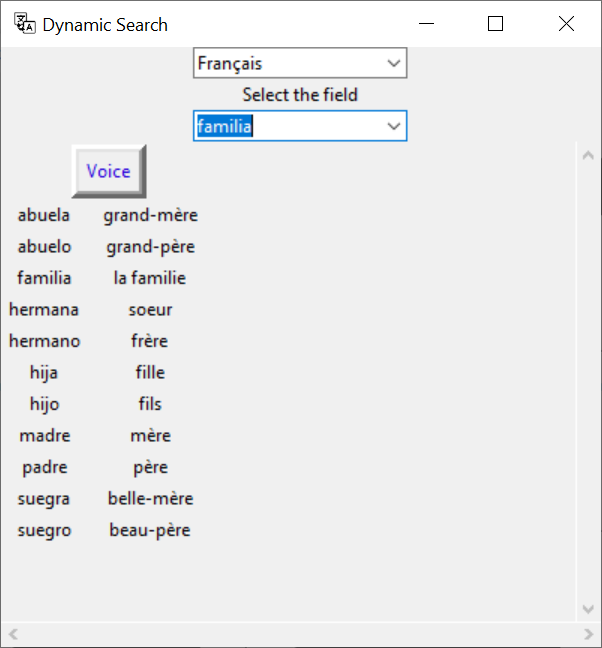 Dynamic Search
Français
Select the field
familia
Voice
abuela grand-mère
abuelo grand-père
familia la familie
hermana soeur
hermano frère
hija fille
hijo fils
madre mère
padre père
suegra belle-mère
suegro beau-père